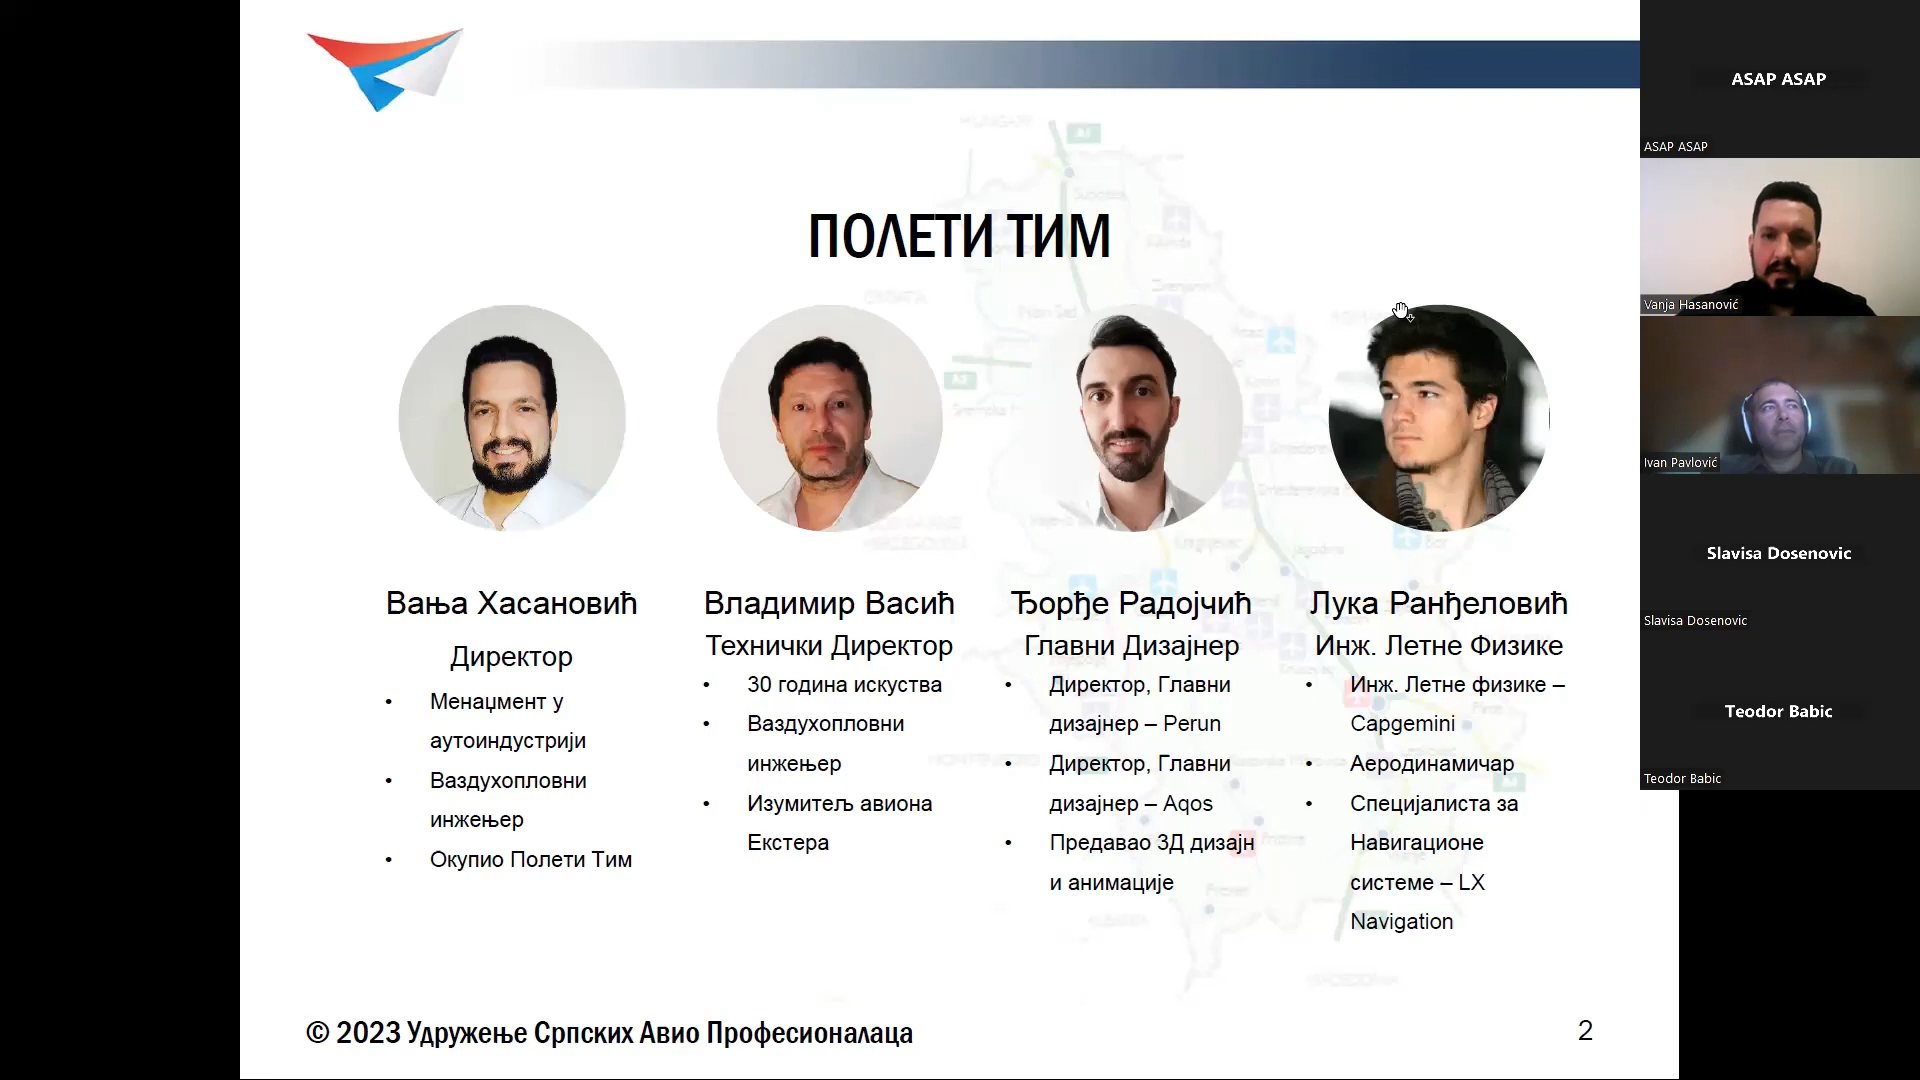 ПОЛЕТИ ТИМ
Вања Хасановић
Директор
• Менаџмент у
аутоиндустрији
• Ваздухопловни
инжењер
• Окупио Полети Тим
Владимир Васић
Технички Директор
• 30 година искуства
• Ваздухопловни
инжењер
• Изумитељ авиона
Екстера
Ђорђе Радојчић
Главни Дизајнер
• Директор, Главни
дизајнер – Perun
• Директор, Главни
дизајнер – Aqos
• Предавао 3Д дизајн
и анимације
Лука Ранђеловић
Инж. Летне Физике
• Инж. Летне физике –
Capgemini
• Аеродинамичар
• Специјалиста за
Навигационе
системе – LX
Navigation
© 2023 Удружење Српских Авио Професионалаца
2
ASAP ASAP
ASAP ASAP
Vanja Hasanović
Ivan Pavlović
Slavisa Dosenovic
Slavisa Dosenovic
Teodor Babic
Teodor Babic